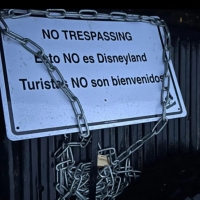 NO TRESPASSING
Esto NO es Disneyland
Turistas NO son bienvenidos